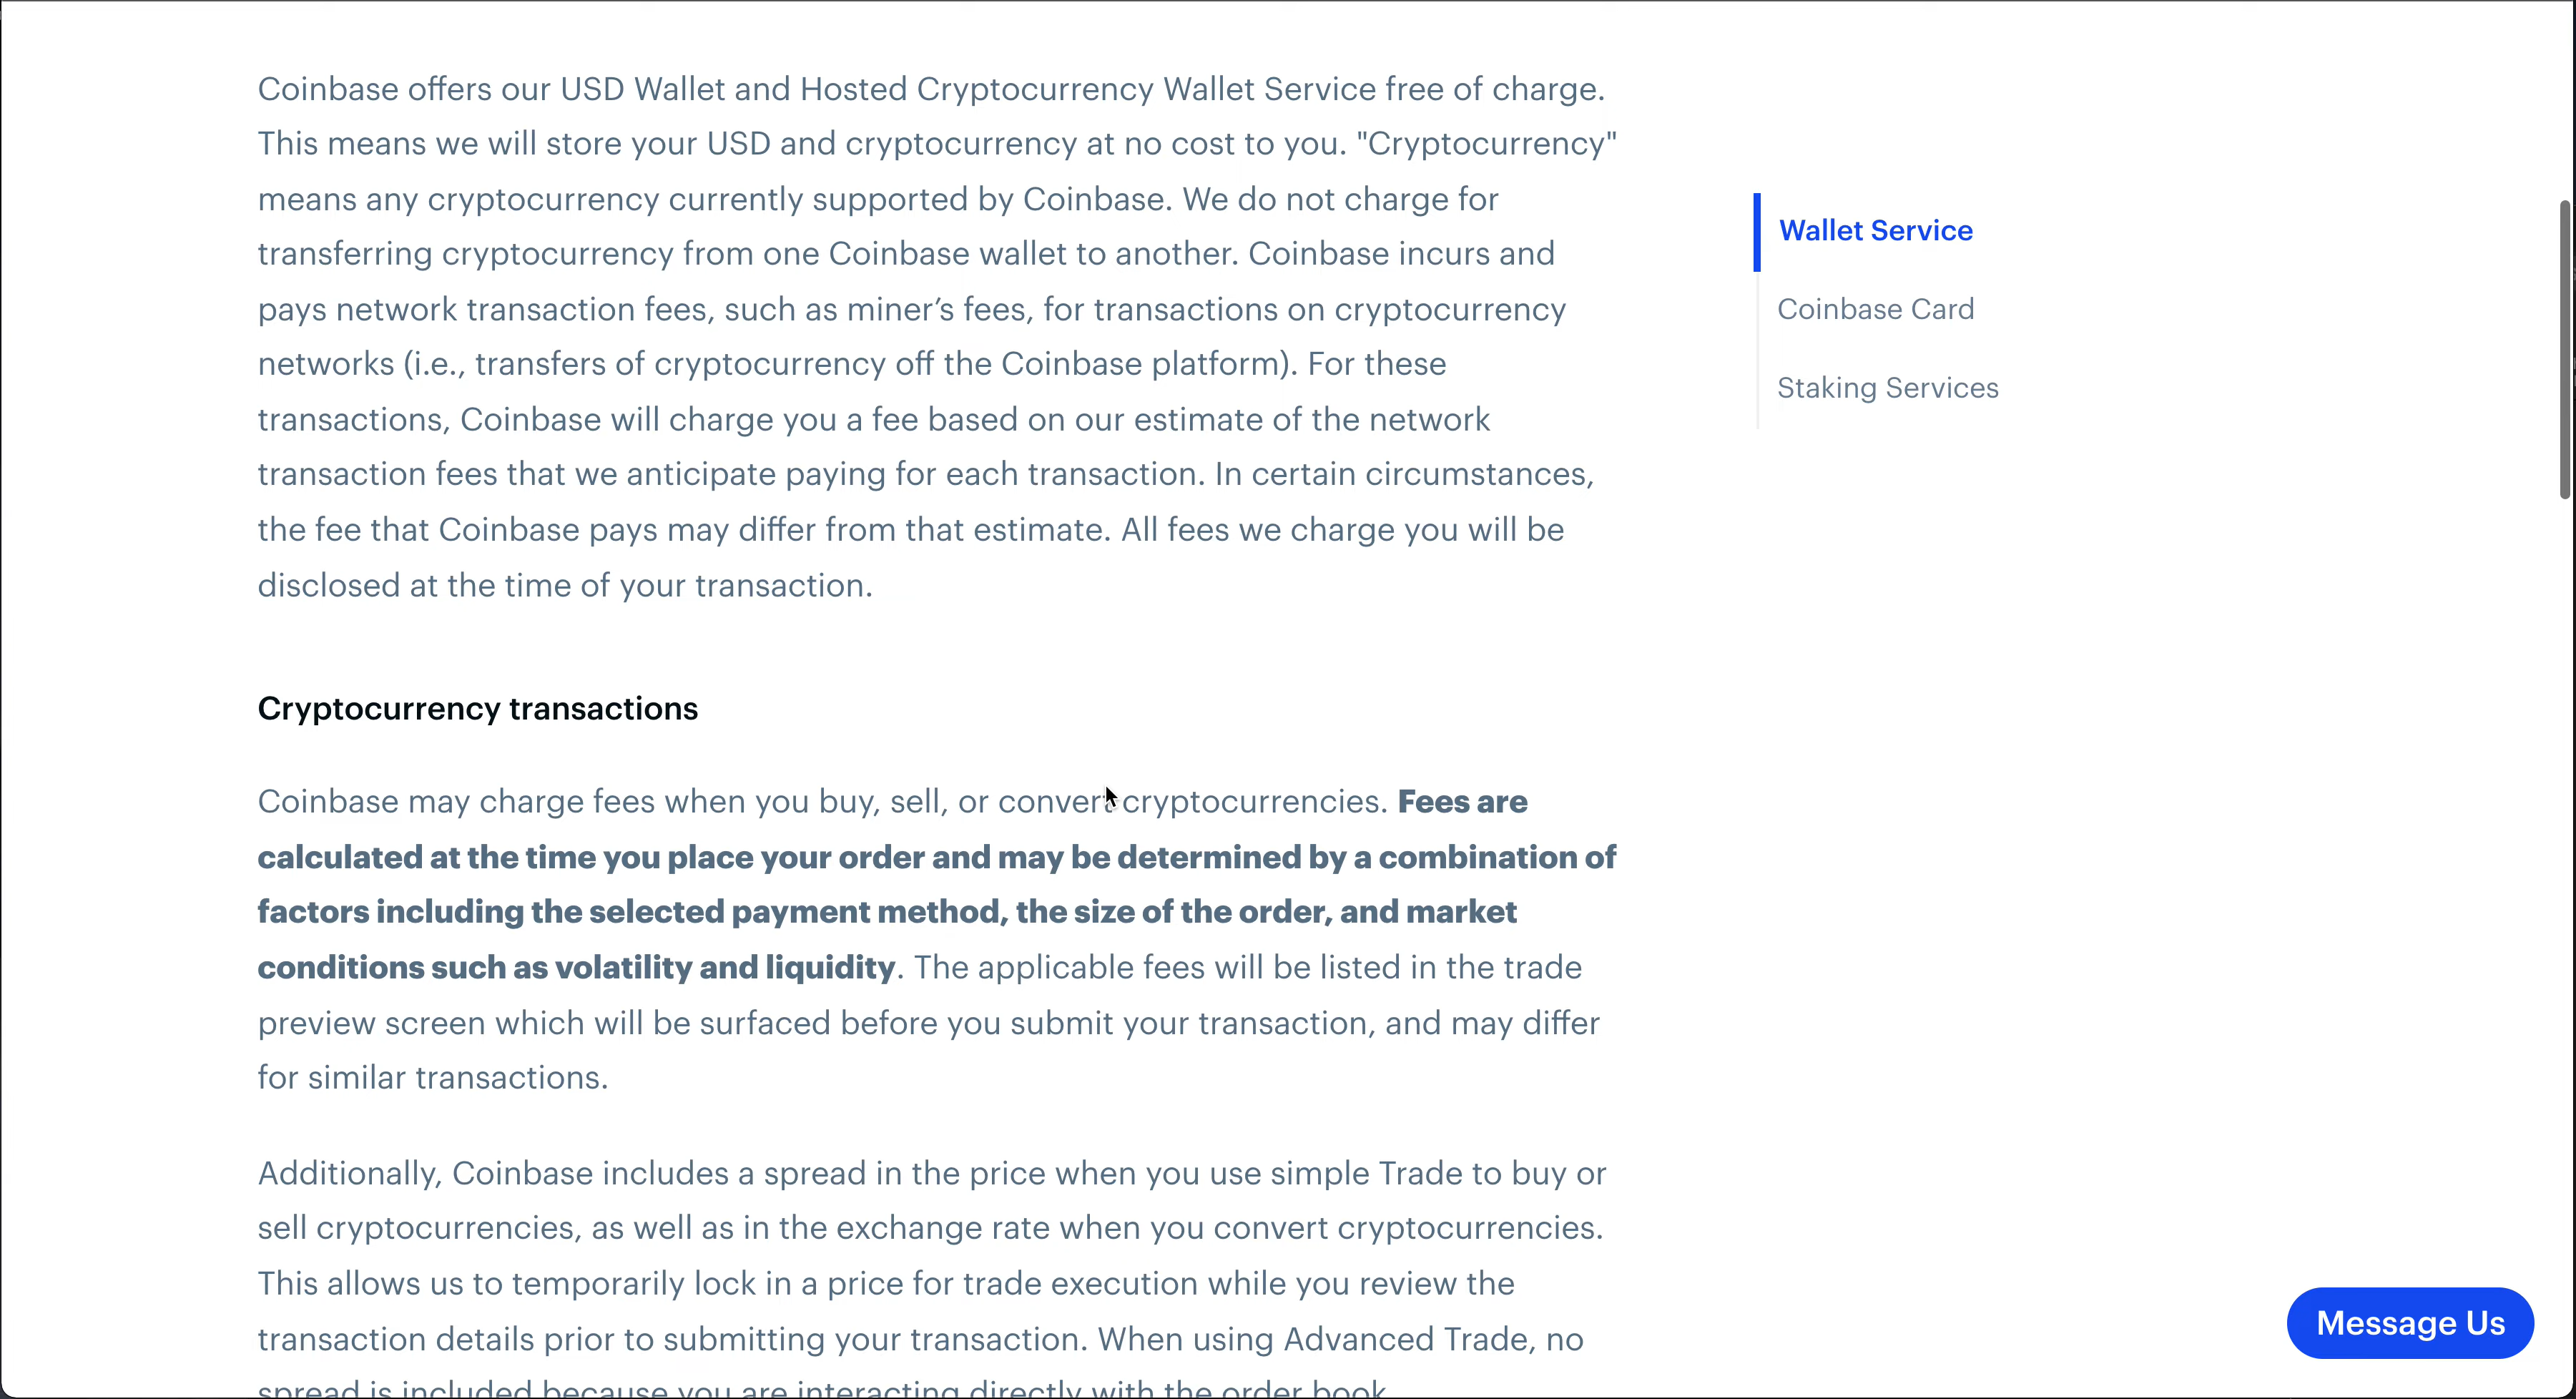 Coinbase offers our USD Wallet and Hosted Cryptocurrency Wallet Service free of charge.
This means we will store your USD and cryptocurrency at no cost to you. "Cryptocurrency"
means any cryptocurrency currently supported by Coinbase. We do not charge for
transferring cryptocurrency from one Coinbase wallet to another. Coinbase incurs and
pays network transaction fees, such as miner’s fees, for transactions on cryptocurrency
networks (i.e., transfers of cryptocurrency off the Coinbase platform). For these
transactions, Coinbase will charge you a fee based on our estimate of the network
transaction fees that we anticipate paying for each transaction. In certain circumstances,
the fee that Coinbase pays may differ from that estimate. All fees we charge you will be
disclosed at the time of your transaction.
Cryptocurrency transactions
Coinbase may charge fees when you buy, sell, or convert cryptocurrencies. Fees are
calculated at the time you place your order and may be determined by a combination of
factors including the selected payment method, the size of the order, and market
conditions such as volatility and liquidity. The applicable fees will be listed in the trade
preview screen which will be surfaced before you submit your transaction, and may differ
for similar transactions.
Additionally, Coinbase includes a spread in the price when you use simple Trade to buy or
sell cryptocurrencies, as well as in the exchange rate when you convert cryptocurrencies.
This allows us to temporarily lock in a price for trade execution while you review the
transaction details prior to submitting your transaction. When using Advanced Trade, no
spread is included because you are interacting directly with the order book
Wallet Service
Coinbase Card
Staking Services
Message Us